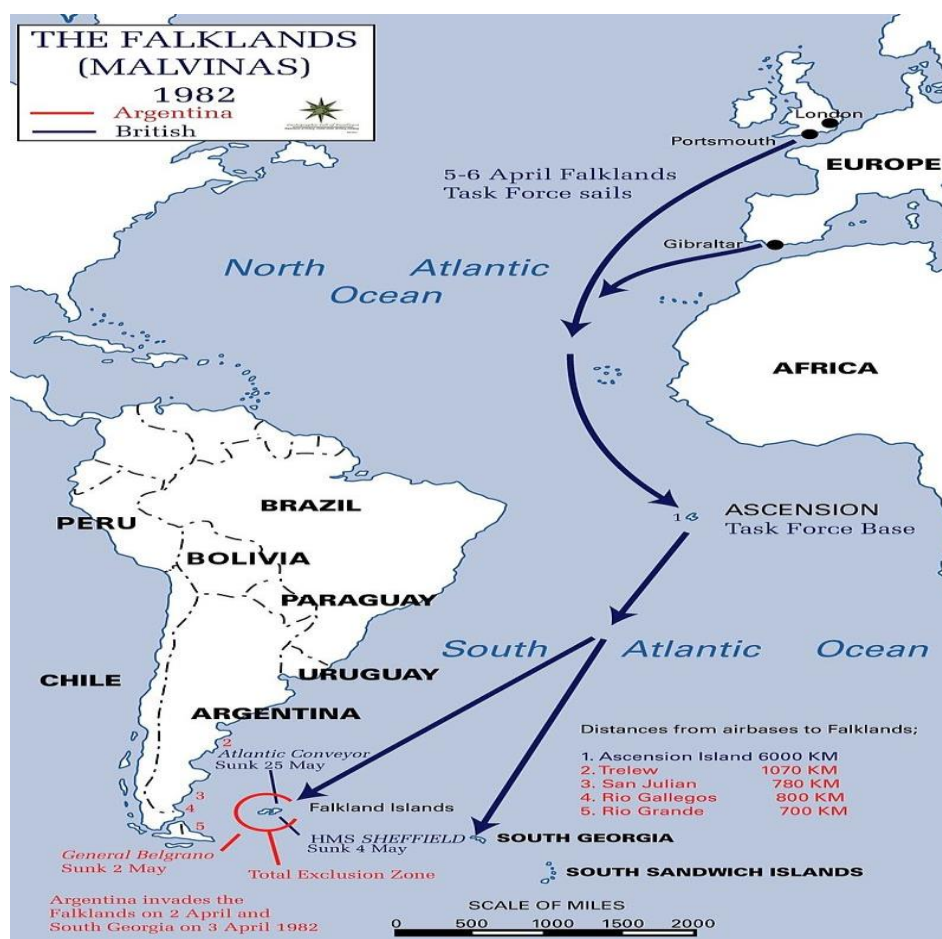 THE FALKLANDS
(MALVINAS)
1982
Argentina
British
London
Portsmouth
EUROPE
5-6 April Falklands
Task Force sails
Gibraltar
North Atlantic
Ocean
AFRICA
BRAZIL
PERU
BOLIVIA
PARAGUAY
1
ASCENSION
Task Force Base
South Atlantic Ocean
CHILE
URUGUAY
ARGENTINA
2
Atlantic Conveyor
Sunk 25 May
3
4
5
Falkland Islands
HMS SHEFFIELD
Sunk 4 May
SOUTH GEORGIA
General Belgrano
Sunk 2 May
Total Exclusion Zone
SOUTH SANDWICH ISLANDS
Distances from airbases to Falklands;
1. Ascension Island 6000 KM
2. Trelew 1070 KM
3. San Julian 780 KM
4. Rio Gallegos 800 KM
5. Rio Grande 700 KM
Argentina invades the
Falklands on 2 April and
South Georgia on 3 April 1982
SCALE OF MILES
0 500 1000 1500 2000